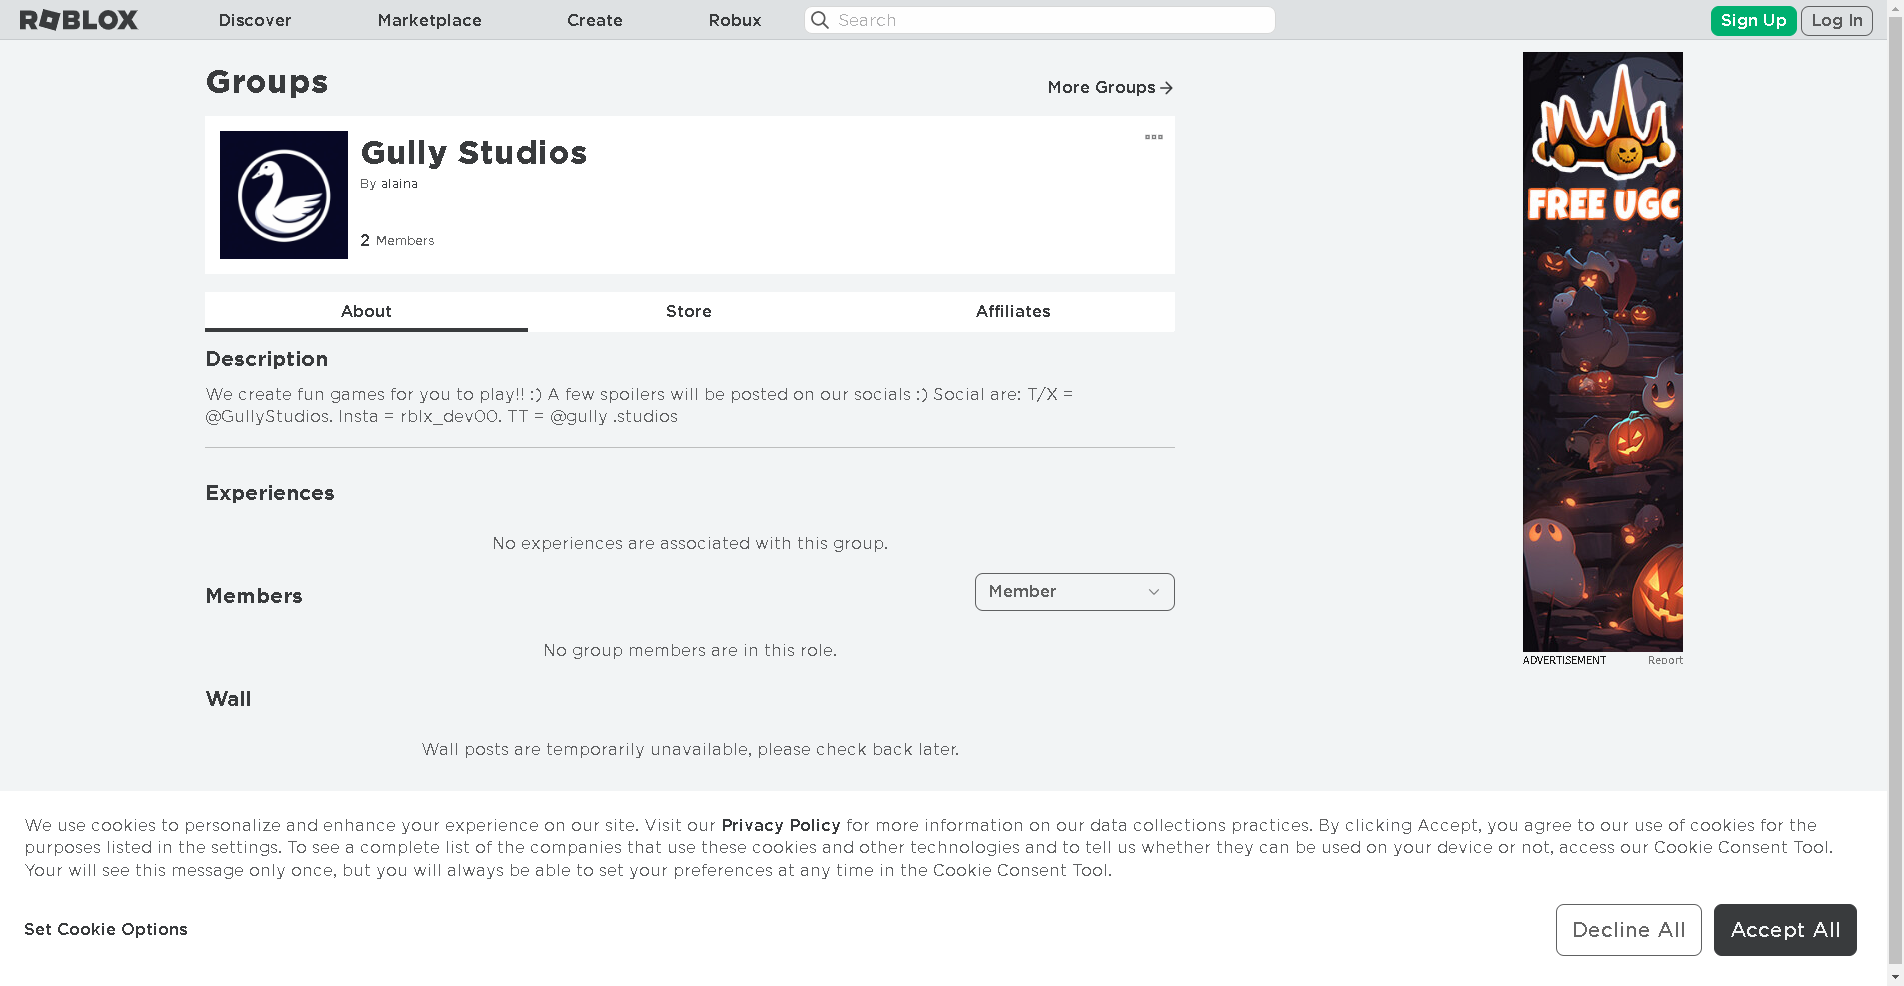 ROBLOX Discover Marketplace Create Robux Search Sign Up Log In
Groups
More Groups
Gully Studios
By alaina
2 Members
About Store Affiliates
Description
We create fun games for you to play!! :) A few spoilers will be posted on our socials :) Social are: T/X =
@GullyStudios. Insta = rblx_dev00. TT = @gully .studios
Experiences
No experiences are associated with this group.
Members
Member
No group members are in this role.
Wall
Wall posts are temporarily unavailable, please check back later.
FREE UGC
ADVERTISEMENT Report
We use cookies to personalize and enhance your experience on our site. Visit our Privacy Policy for more information on our data collections practices. By clicking Accept, you agree to our use of cookies for the
purposes listed in the settings. To see a complete list of the companies that use these cookies and other technologies and to tell us whether they can be used on your device or not, access our Cookie Consent Tool.
Your will see this message only once, but you will always be able to set your preferences at any time in the Cookie Consent Tool.
Set Cookie Options
Decline All
Accept All